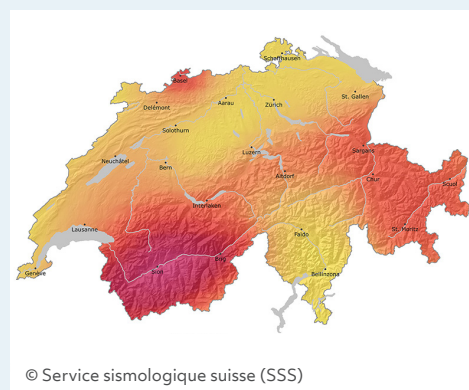 Schaffhausen
Basel
Delémont
Aarau
Zürich
St. Gallen
Solothurn
Neuchâtel
Bern
Luzern
Sargans
Altdorf
Chur
Scuol
Interlaken
Lausanne
Faido
St. Moritz
Genève
Sion
Brig
Bellinzona
© Service sismologique suisse (SSS)